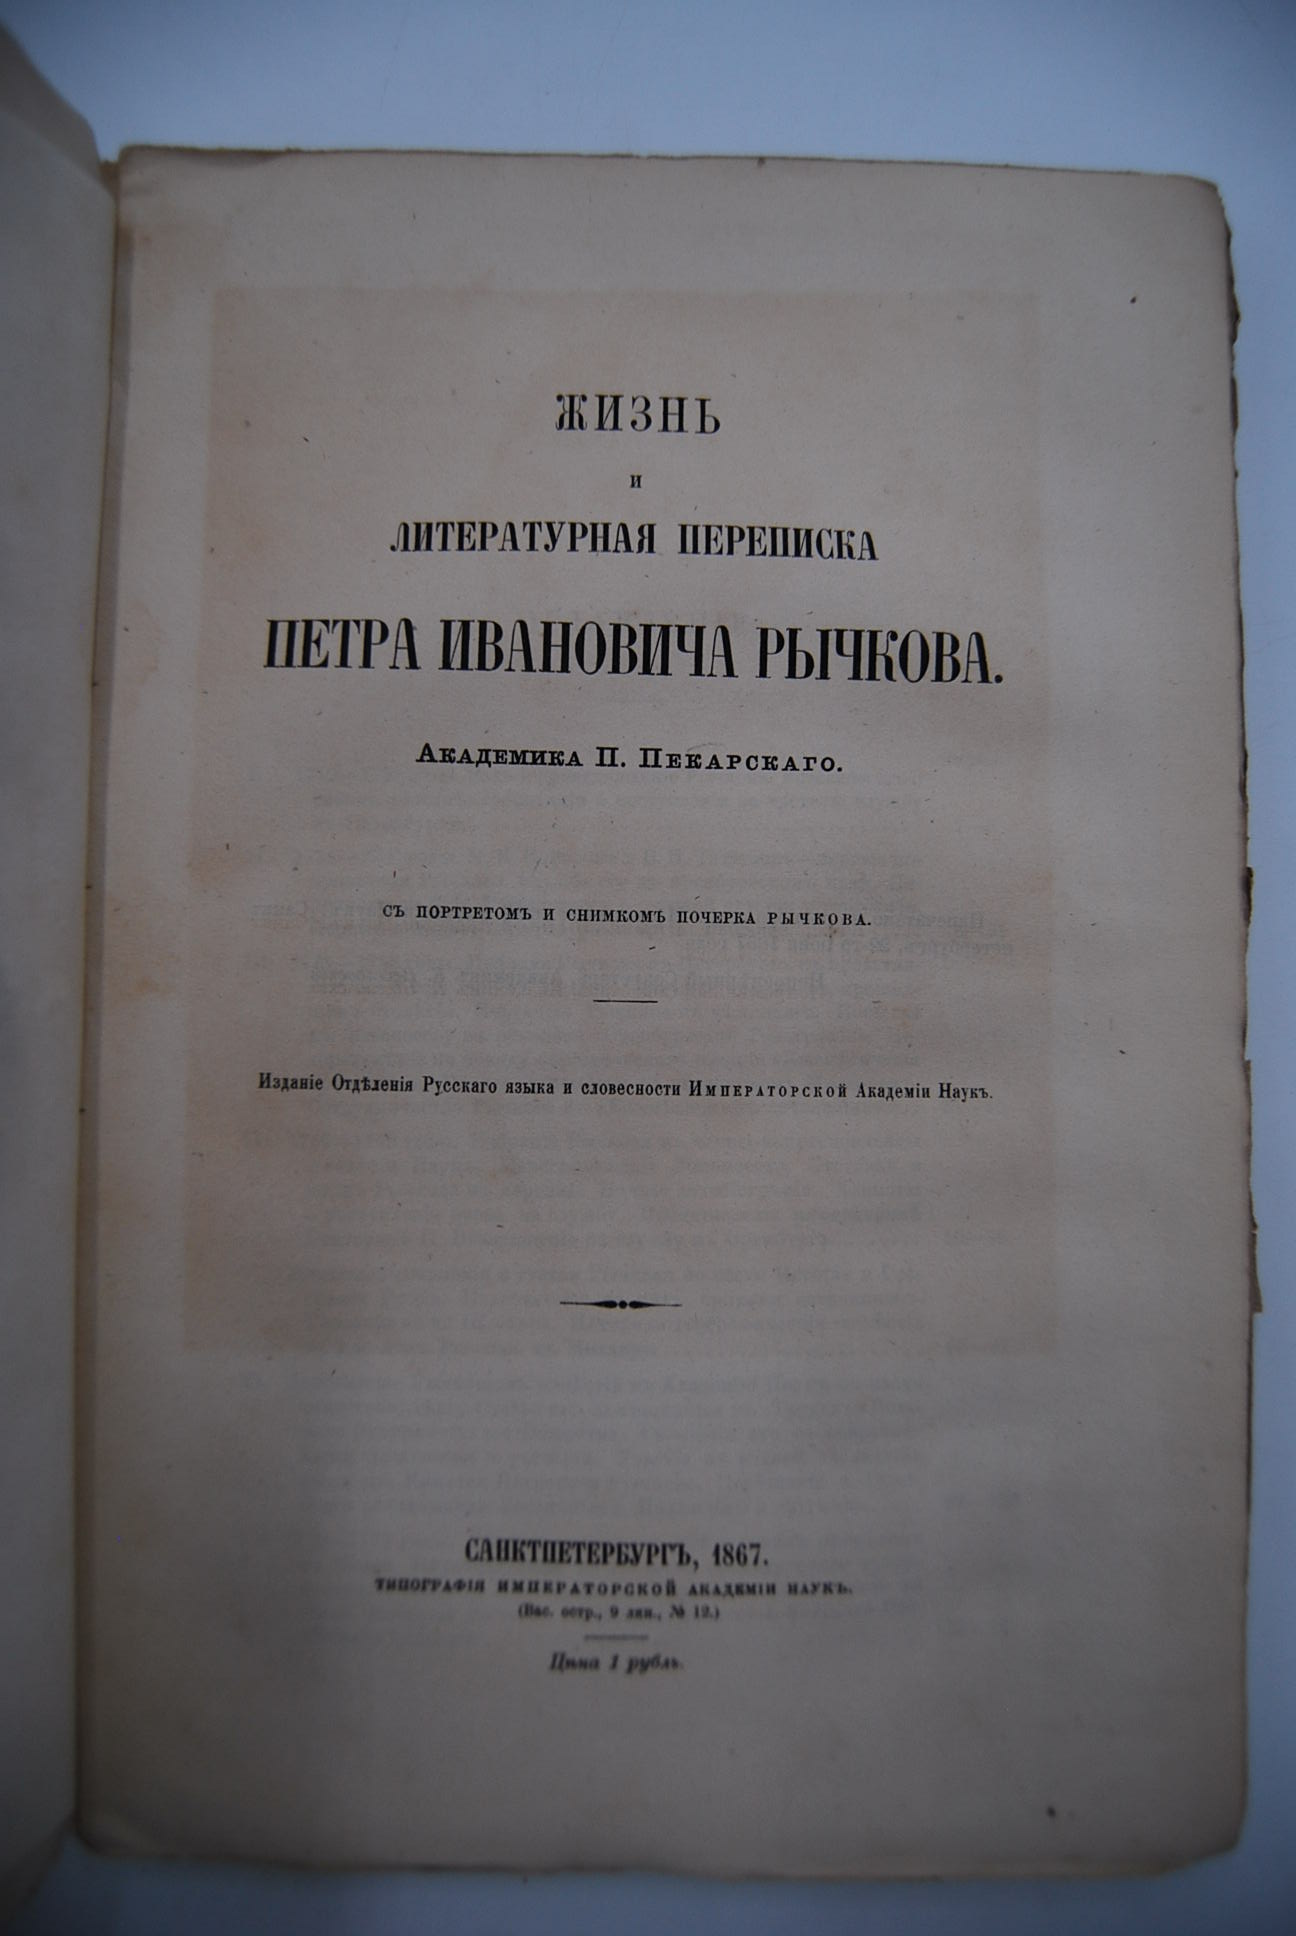 ЖИЗНЬ
И
ЛИТЕРАТУРНАЯ ПЕРЕПИСКА
ПЕТРА ИВАНОВИЧА РЫЧКОВА.
Академика П. Пекарскаго.
СЪ ПОРТРЕТОМЪ И СНИМКОМЪ ПОЧЕРКА РЫЧКОВА.
Изданіе Отдѣленія Русскаго языка и словесности Императорской Академіи Наукъ.
САНКТПЕТЕРБУРГЪ, 1867.
ТИПОГРАФІЯ ИМПЕРАТОРСКОЙ АКАДЕМІИ НАУКЪ.
(Вас. остр., 9 лин., № 12.)
Цѣна 1 рубль.